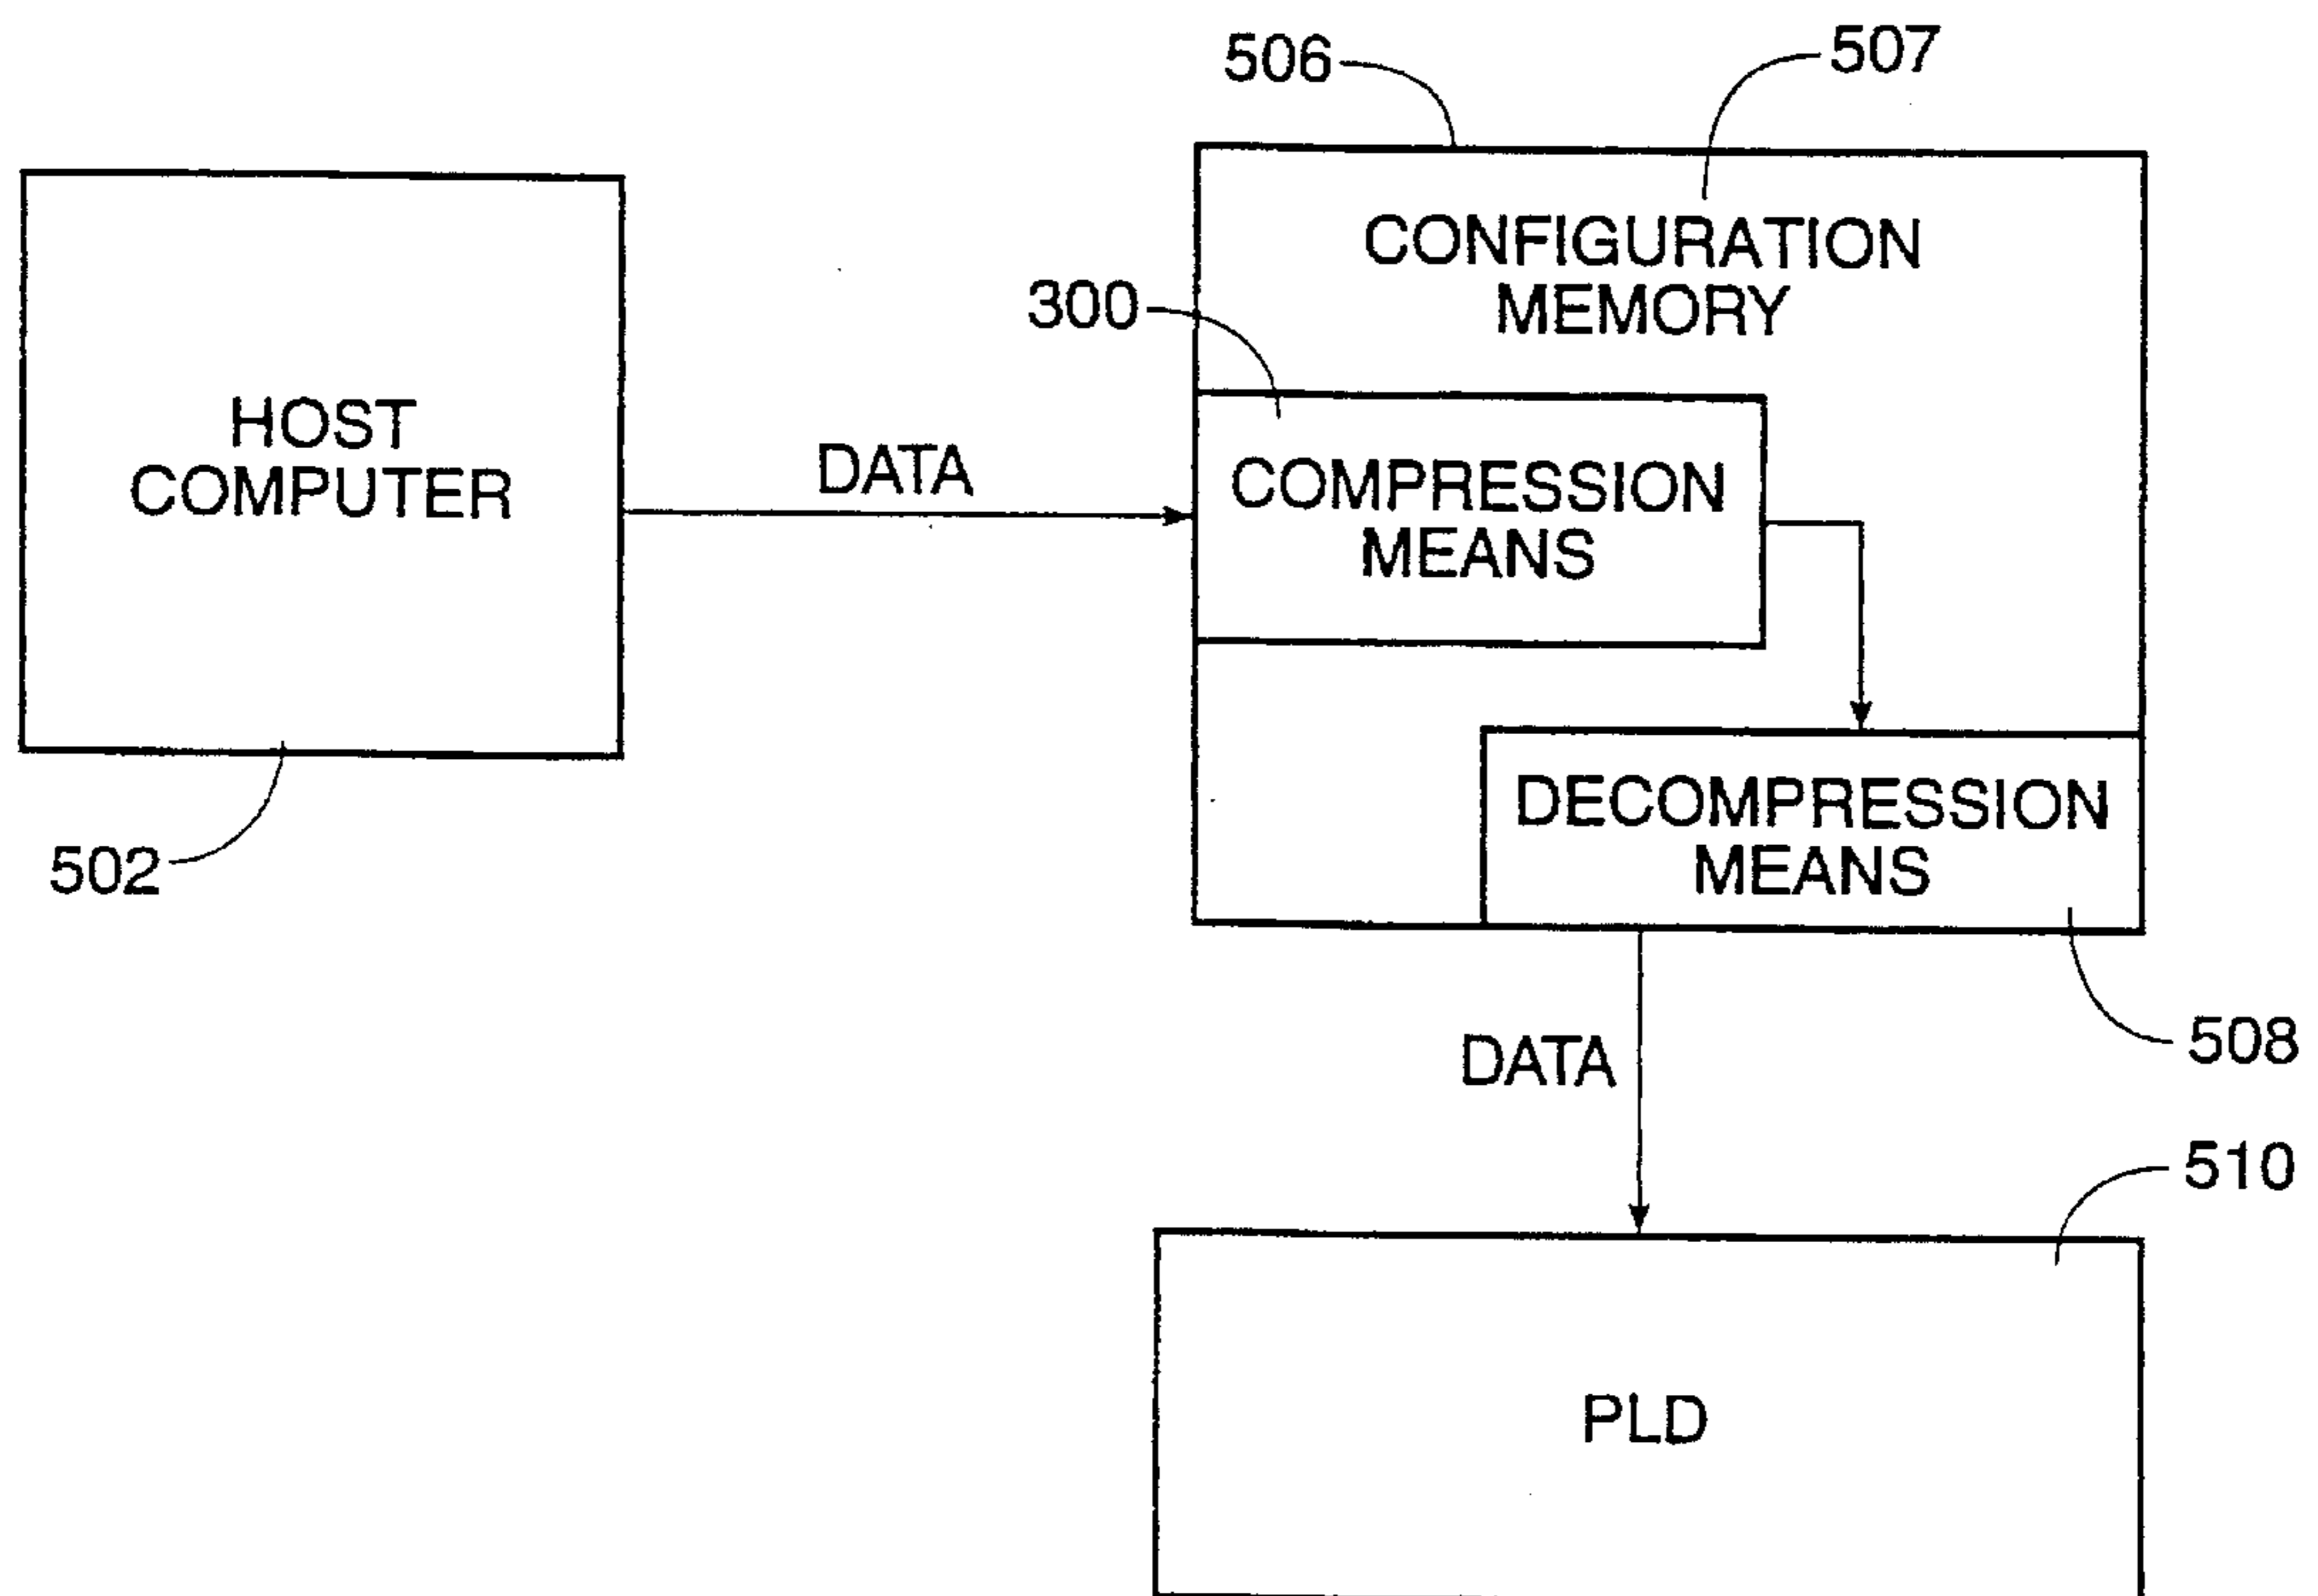 506
507
CONFIGURATION
MEMORY
300
HOST
COMPUTER
DATA
COMPRESSION
MEANS
DECOMPRESSION
MEANS
502
508
DATA
510
PLD